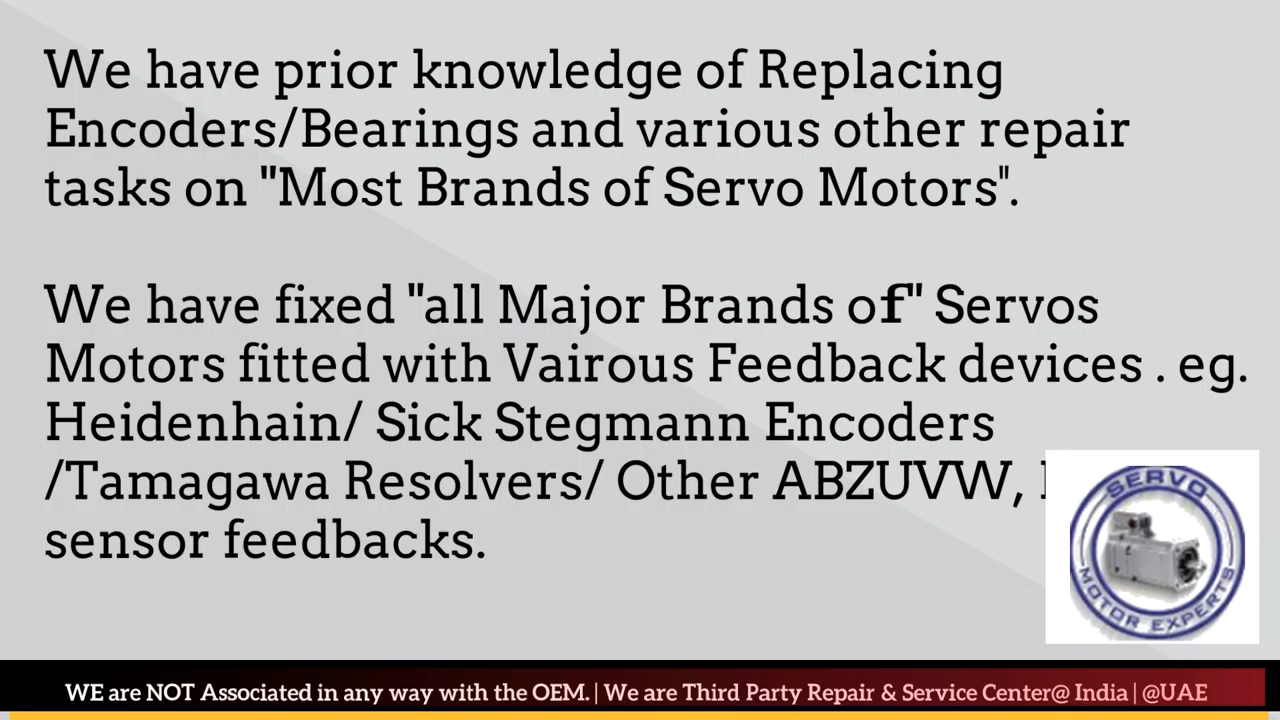 We have prior knowledge of Replacing
Encoders/Bearings and various other repair
tasks on "Most Brands of Servo Motors".
We have fixed "all Major Brands of" Servos
Motors fitted with Vairous Feedback devices . eg.
Heidenhain/ Sick Stegmann Encoders
/Tamagawa Resolvers/ Other ABZUVW,
sensor feedbacks.
SERVO
MOTOR EXPERTS
WE are NOT Associated in any way with the OEM. | We are Third Party Repair & Service Center@ India | @UAE